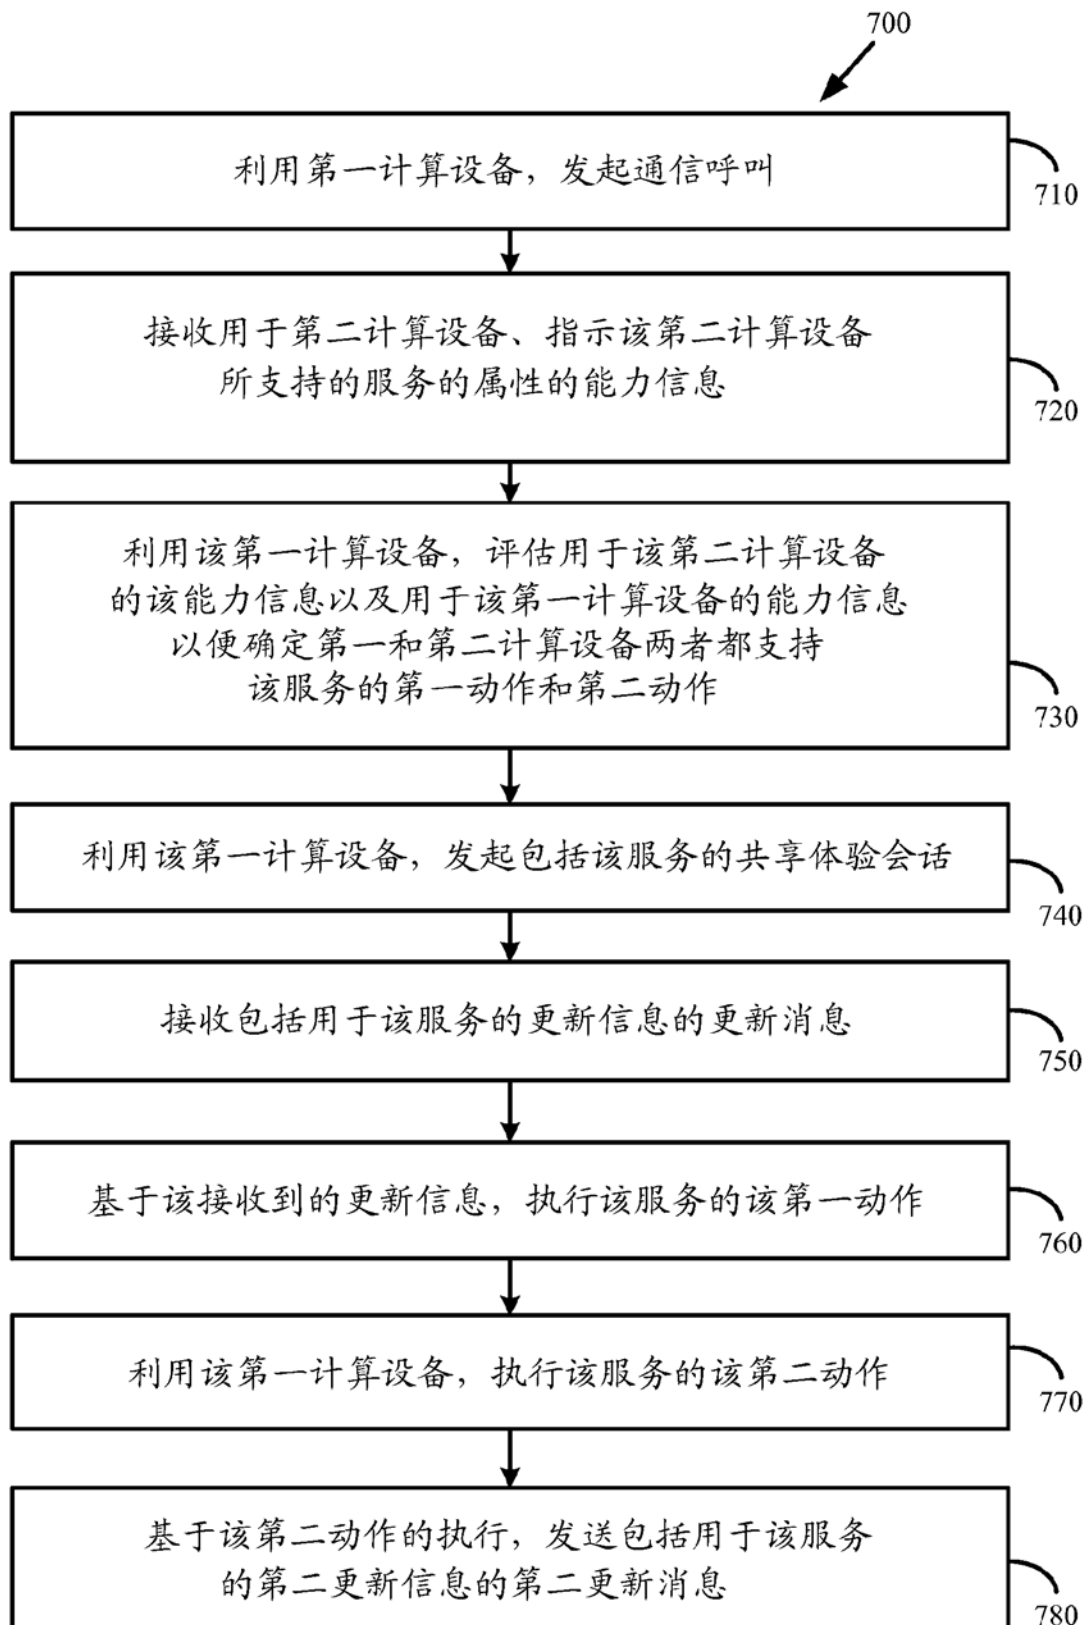 700
利用第一计算设备，发起通信呼叫
710
接收用于第二计算设备、指示该第二计算设备
所支持的服务的属性的能力信息
720
利用该第一计算设备，评估用于该第二计算设备
的该能力信息以及用于该第一计算设备的能力信息
以便确定第一和第二计算设备两者都支持
该服务的第一动作和第二动作
730
利用该第一计算设备，发起包括该服务的共享体验会话
740
接收包括用于该服务的更新信息的更新消息
750
基于该接收到的更新信息，执行该服务的该第一动作
760
利用该第一计算设备，执行该服务的该第二动作
770
基于该第二动作的执行，发送包括用于该服务
的第二更新信息的第二更新消息
780